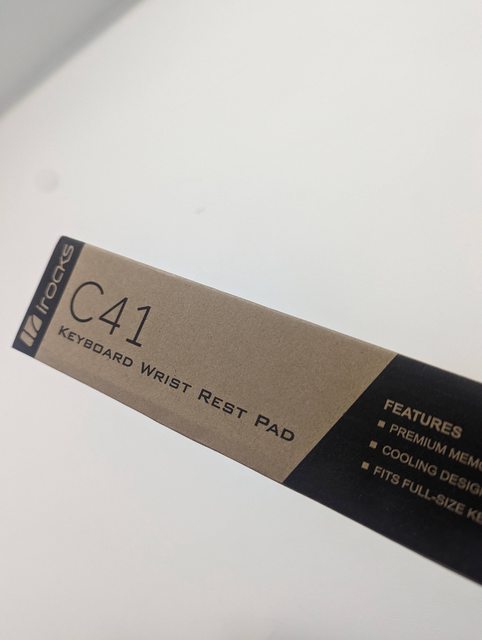 irocks
C41
KEYBOARD WRIST REST PAD
FEATURES
▪ PREMIUM
▪ COOLING
▪ FITS FULL-SIZE